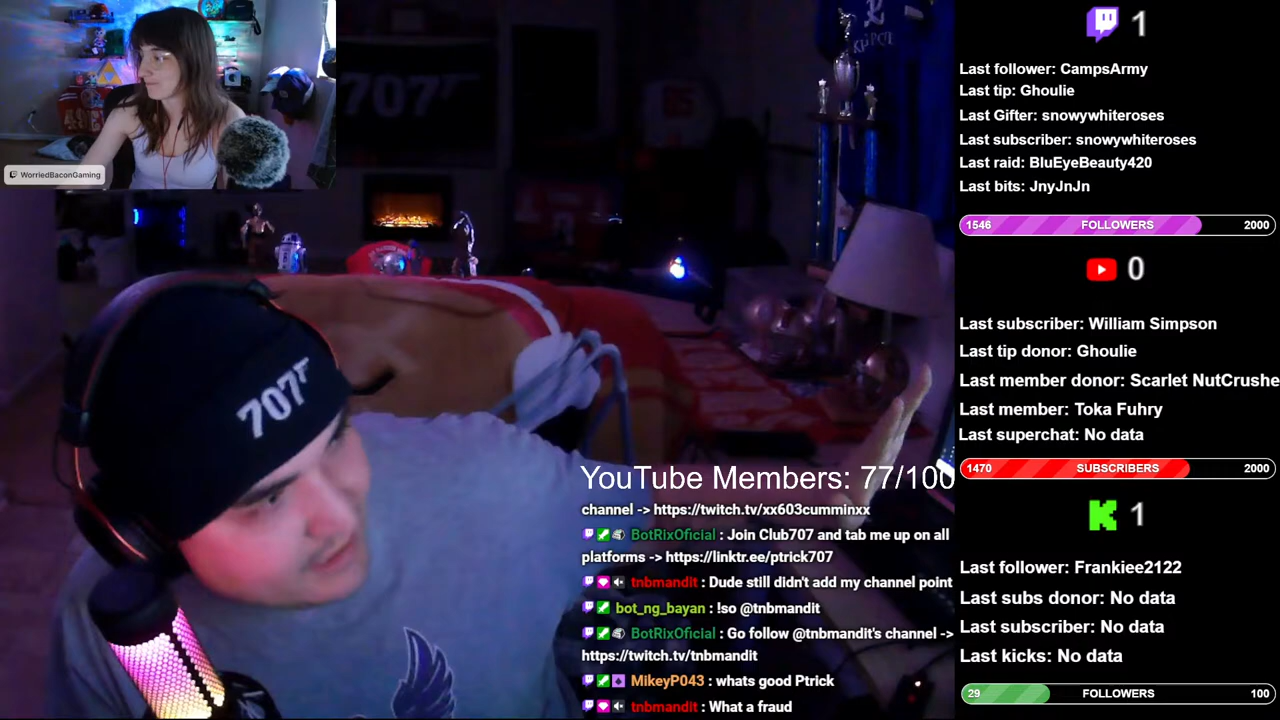 WorriedBaconGaming
707
707
YouTube Members: 77/100
channel -> https://twitch.tv/xx603cumminxx
BotRixOficial : Join Club707 and tab me up on all
platforms -> https://linktr.ee/ptrick707
tnbmandit : Dude still didn't add my channel point
bot_ng_bayan : !so @tnbmandit
BotRixOficial : Go follow @tnbmandit's channel ->
https://twitch.tv/tnbmandit
MikeyP043 : whats good Ptrick
tnbmandit : What a fraud
1
Last follower: CampsArmy
Last tip: Ghoulie
Last Gifter: snowywhiteroses
Last subscriber: snowywhiteroses
Last raid: BluEyeBeauty420
Last bits: JnyJnJn
1546 FOLLOWERS 2000
0
Last subscriber: William Simpson
Last tip donor: Ghoulie
Last member donor: Scarlet NutCrushe
Last member: Toka Fuhry
Last superchat: No data
1470 SUBSCRIBERS 2000
1
Last follower: Frankiee2122
Last subs donor: No data
Last subscriber: No data
Last kicks: No data
29 FOLLOWERS 100